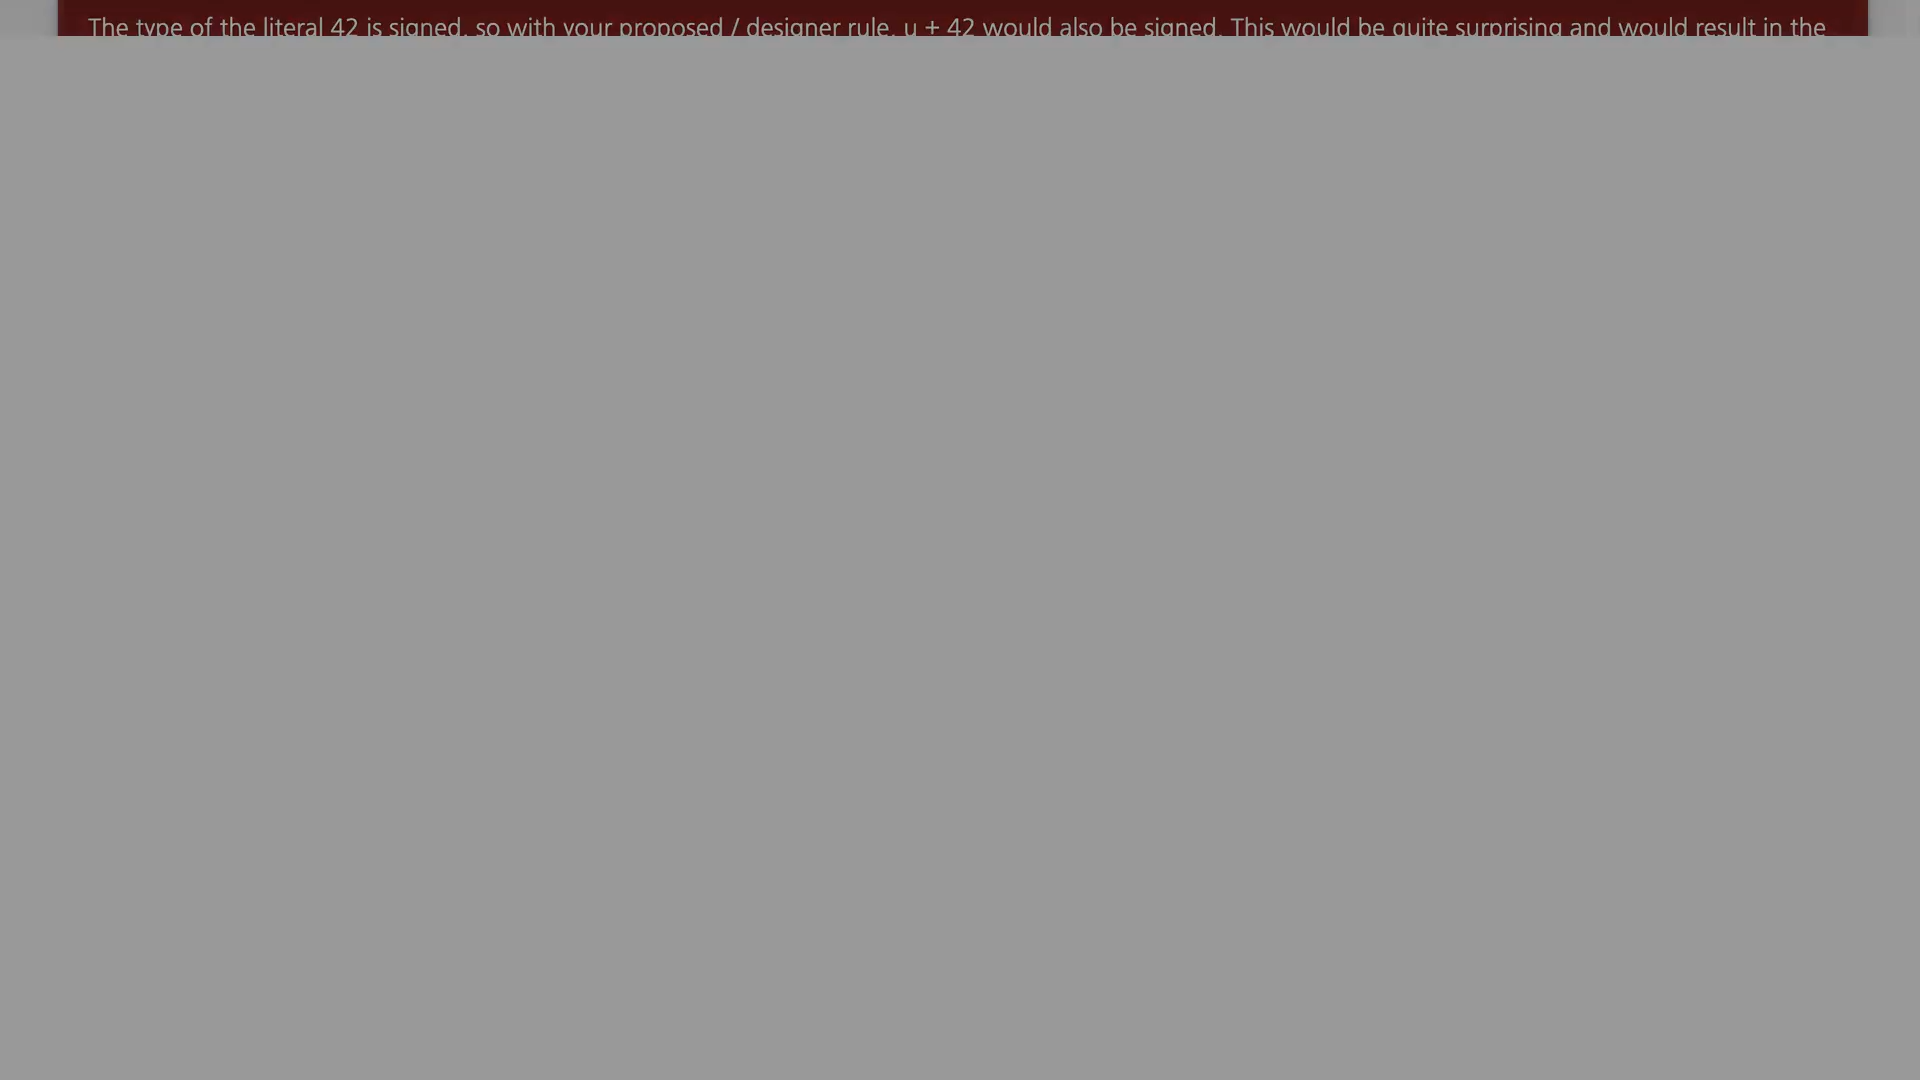 The type of the literal 42 is signed, so with your proposed / designer rule, u + 42 would also be signed. This would be quite surprising and would result in the